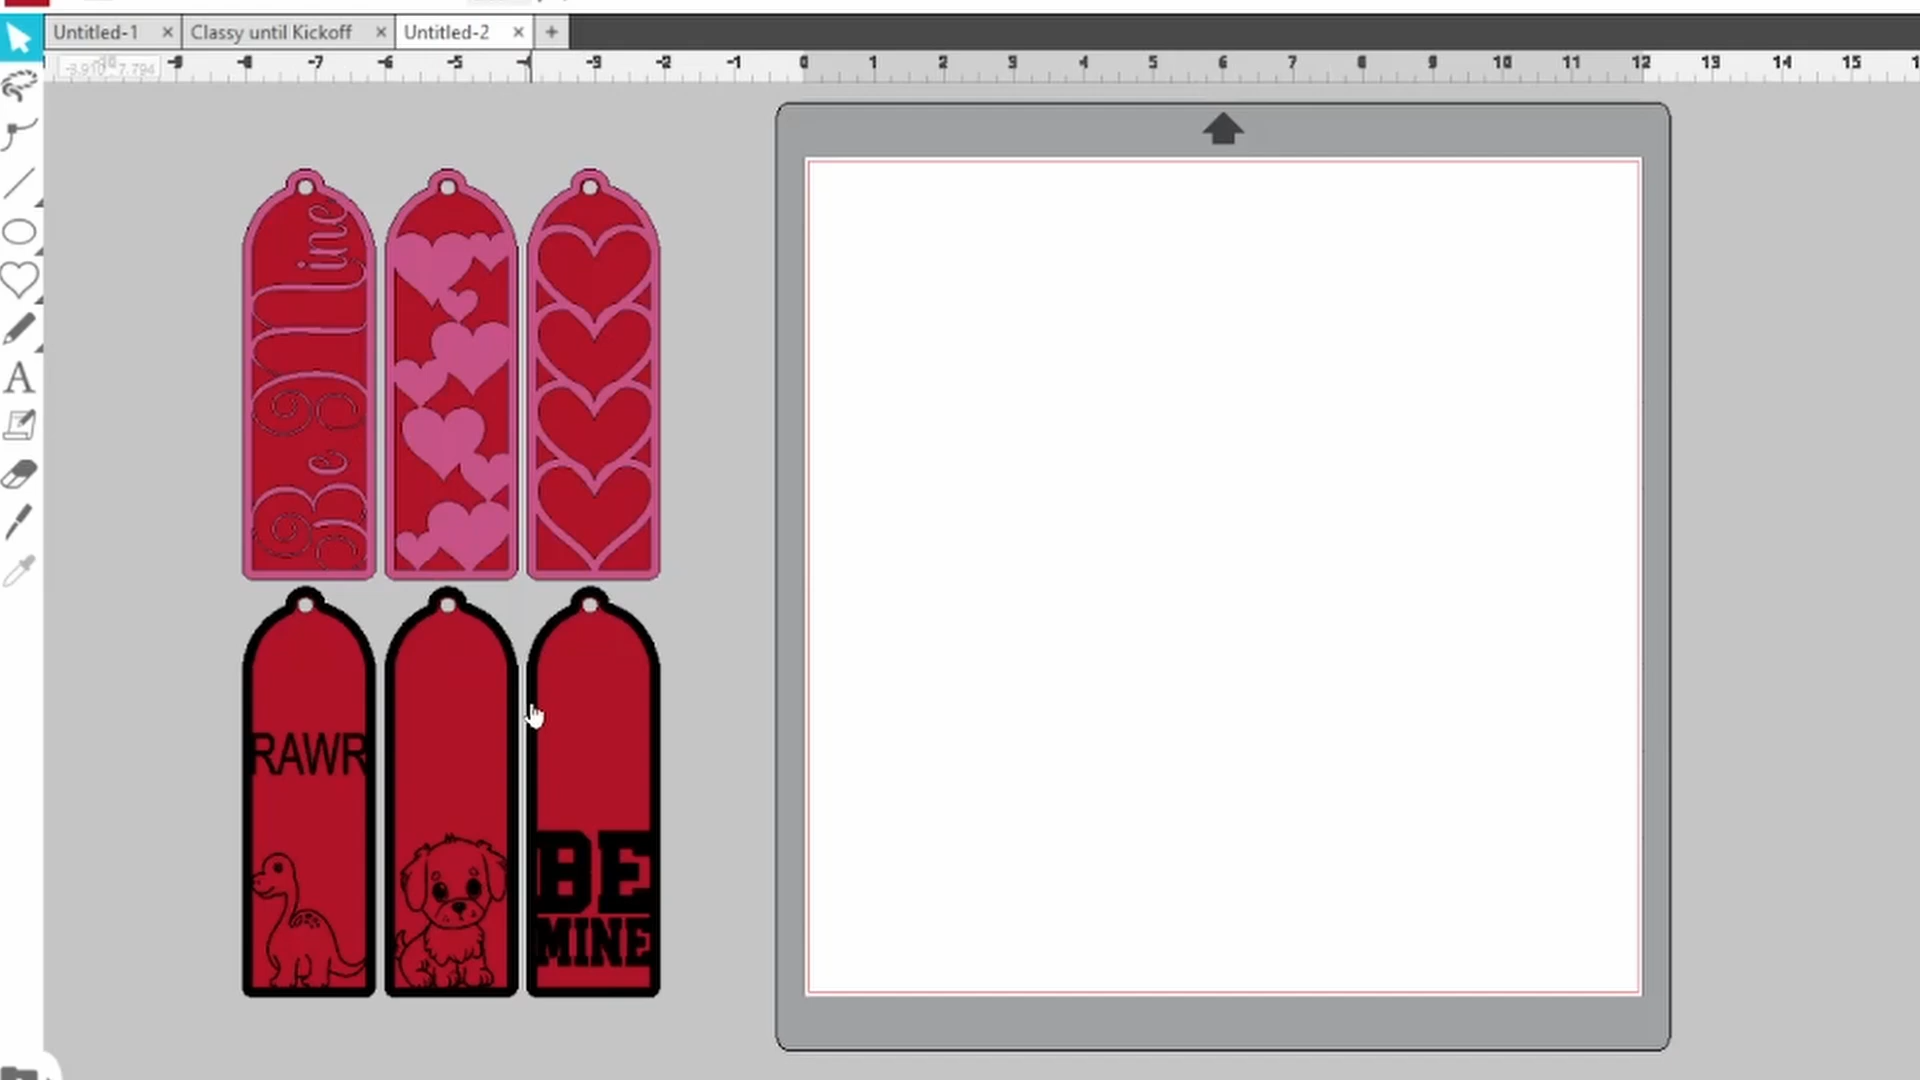 Untitled-1
Classy until Kickoff
Untitled-2
-9 -8 -7 -6 -5 -3 -2 -1 0 1 2 3 4 5 6 7 8 9 10 11 12 13 14 15
A
Be Mine
RAWR
BE
MINE